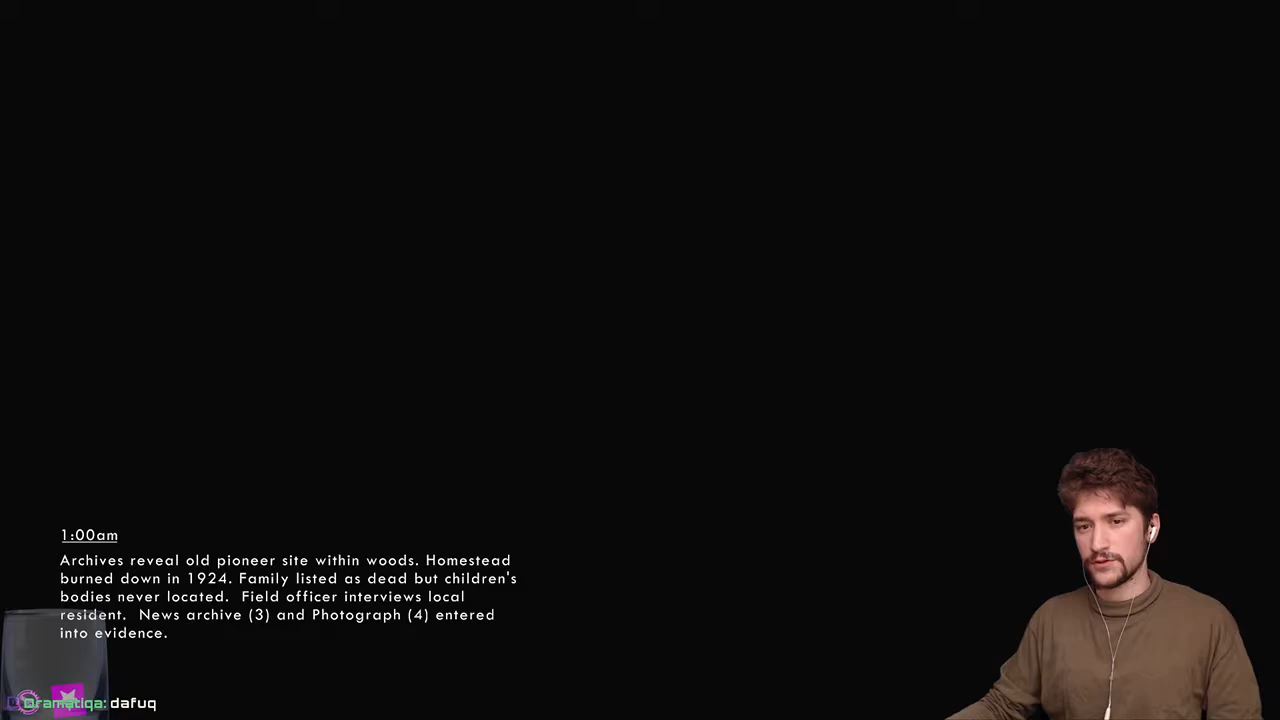 1:00am
Archives reveal old pioneer site within woods. Homestead
burned down in 1924. Family listed as dead but children's
bodies never located.  Field officer interviews local
resident.  News archive (3) and Photograph (4) entered
into evidence.
Dramatiqa: dafuq